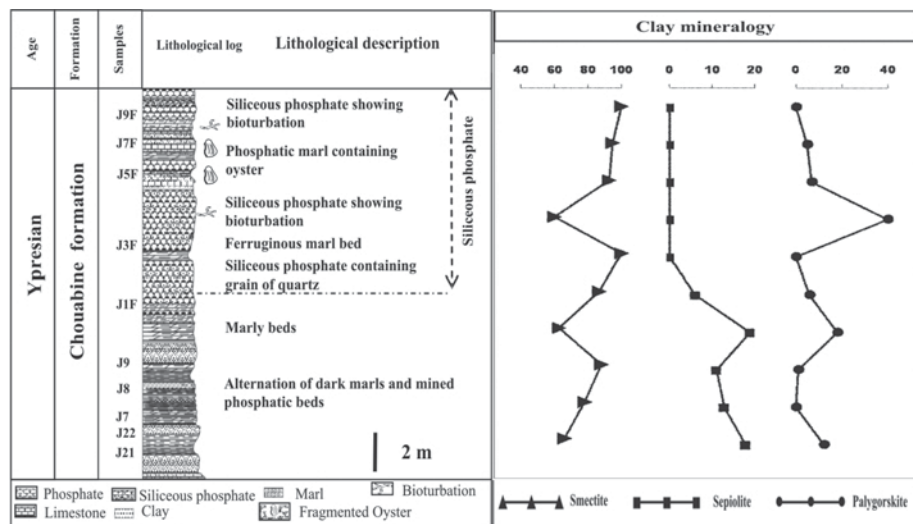 Age
Formation
Samples
Lithological log
Lithological description
Clay mineralogy
40 60 80 100
0 10 20
0 20 40
Ypresian
Chouabine formation
J9F
J7F
J5F
J3F
J1F
J9
J8
J7
J22
J21
Siliceous phosphate showing
bioturbation
Phosphatic marl containing
oyster
Siliceous phosphate showing
bioturbation
Ferruginous marl bed
Siliceous phosphate containing
grain of quartz
Marly beds
Alternation of dark marls and mined
phosphatic beds
Siliceous phosphate
2 m
Phosphate
Siliceous phosphate
Marl
Bioturbation
Limestone
Clay
Fragmented Oyster
Smectite
Sepiolite
Palygorskite